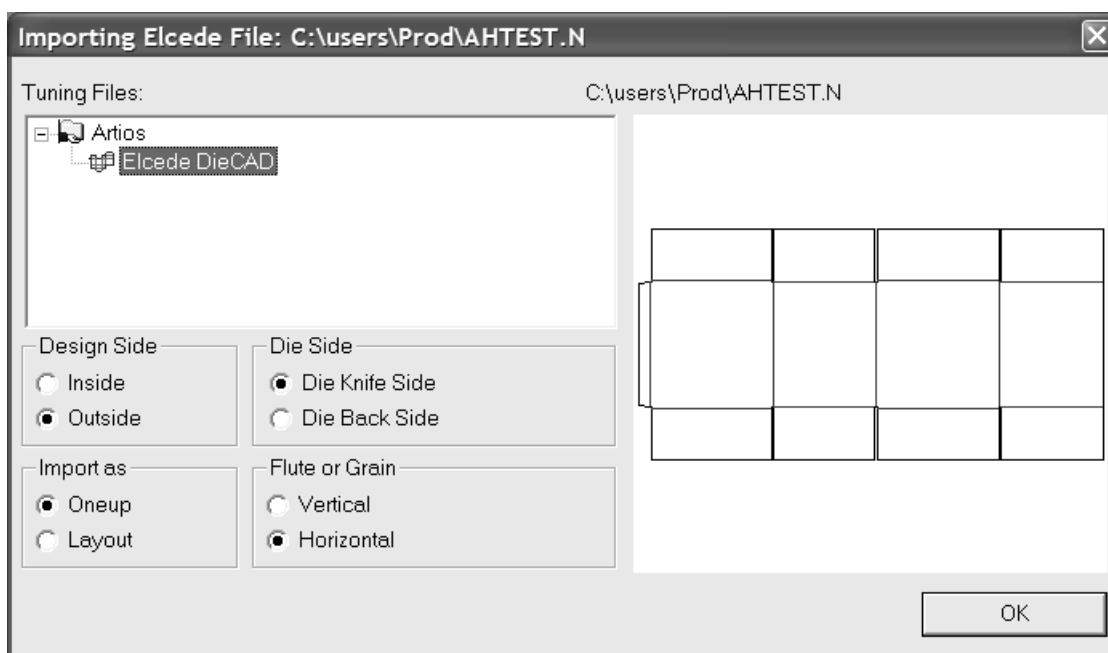 Importing Elcede File: C:\users\Prod\AHTEST.N
Tuning Files:
C:\users\Prod\AHTEST.N
Artios
Elcede DieCAD
Design Side
Inside
Outside
Die Side
Die Knife Side
Die Back Side
Import as
Oneup
Layout
Flute or Grain
Vertical
Horizontal
OK